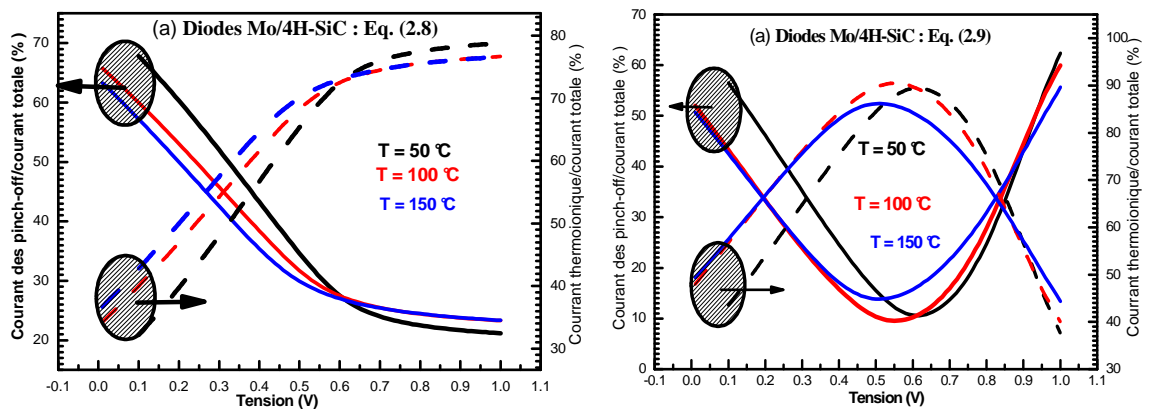 (a) Diodes Mo/4H-SiC : Eq. (2.8)
Courant des pinch-off/courant totale (% )
70
60
50
40
30
20
80
70
60
50
40
30
Courrant thermoionique/courrant totale (% )
T = 50 °C
T = 100 °C
T = 150 °C
-0.1 0.0 0.1 0.2 0.3 0.4 0.5 0.6 0.7 0.8 0.9 1.0 1.1
Tension (V)
(a) Diodes Mo/4H-SiC : Eq. (2.9)
Courant des pinch-off/courant totale (% )
70
60
50
40
30
20
10
0
100
90
80
70
60
50
40
30
Courrant thermoionique/courrant totale (% )
T = 50 °C
T = 100 °C
T = 150 °C
-0.1 0.0 0.1 0.2 0.3 0.4 0.5 0.6 0.7 0.8 0.9 1.0 1.1
Tension (V)